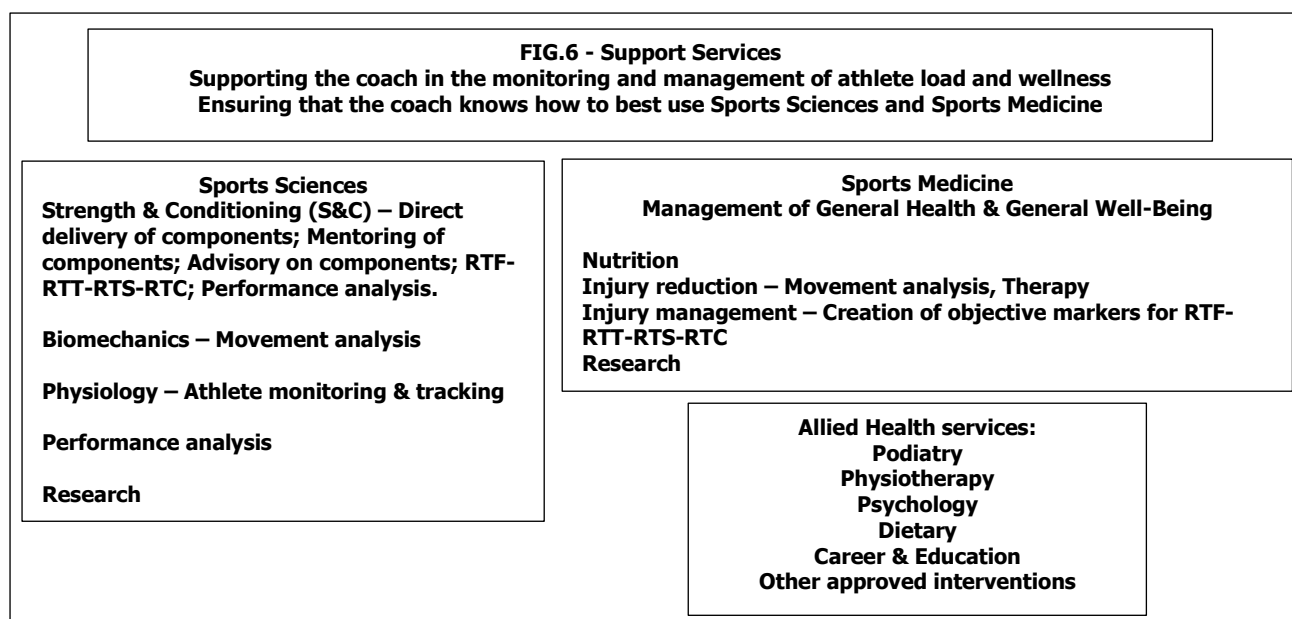 FIG.6 - Support Services
Supporting the coach in the monitoring and management of athlete load and wellness
Ensuring that the coach knows how to best use Sports Sciences and Sports Medicine
Sports Sciences
Strength & Conditioning (S&C) – Direct
delivery of components; Mentoring of
components; Advisory on components; RTF-
RTT-RTS-RTC; Performance analysis.
Biomechanics – Movement analysis
Physiology – Athlete monitoring & tracking
Performance analysis
Research
Sports Medicine
Management of General Health & General Well-Being
Nutrition
Injury reduction – Movement analysis, Therapy
Injury management – Creation of objective markers for RTF-
RTT-RTS-RTC
Research
Allied Health services:
Podiatry
Physiotherapy
Psychology
Dietary
Career & Education
Other approved interventions